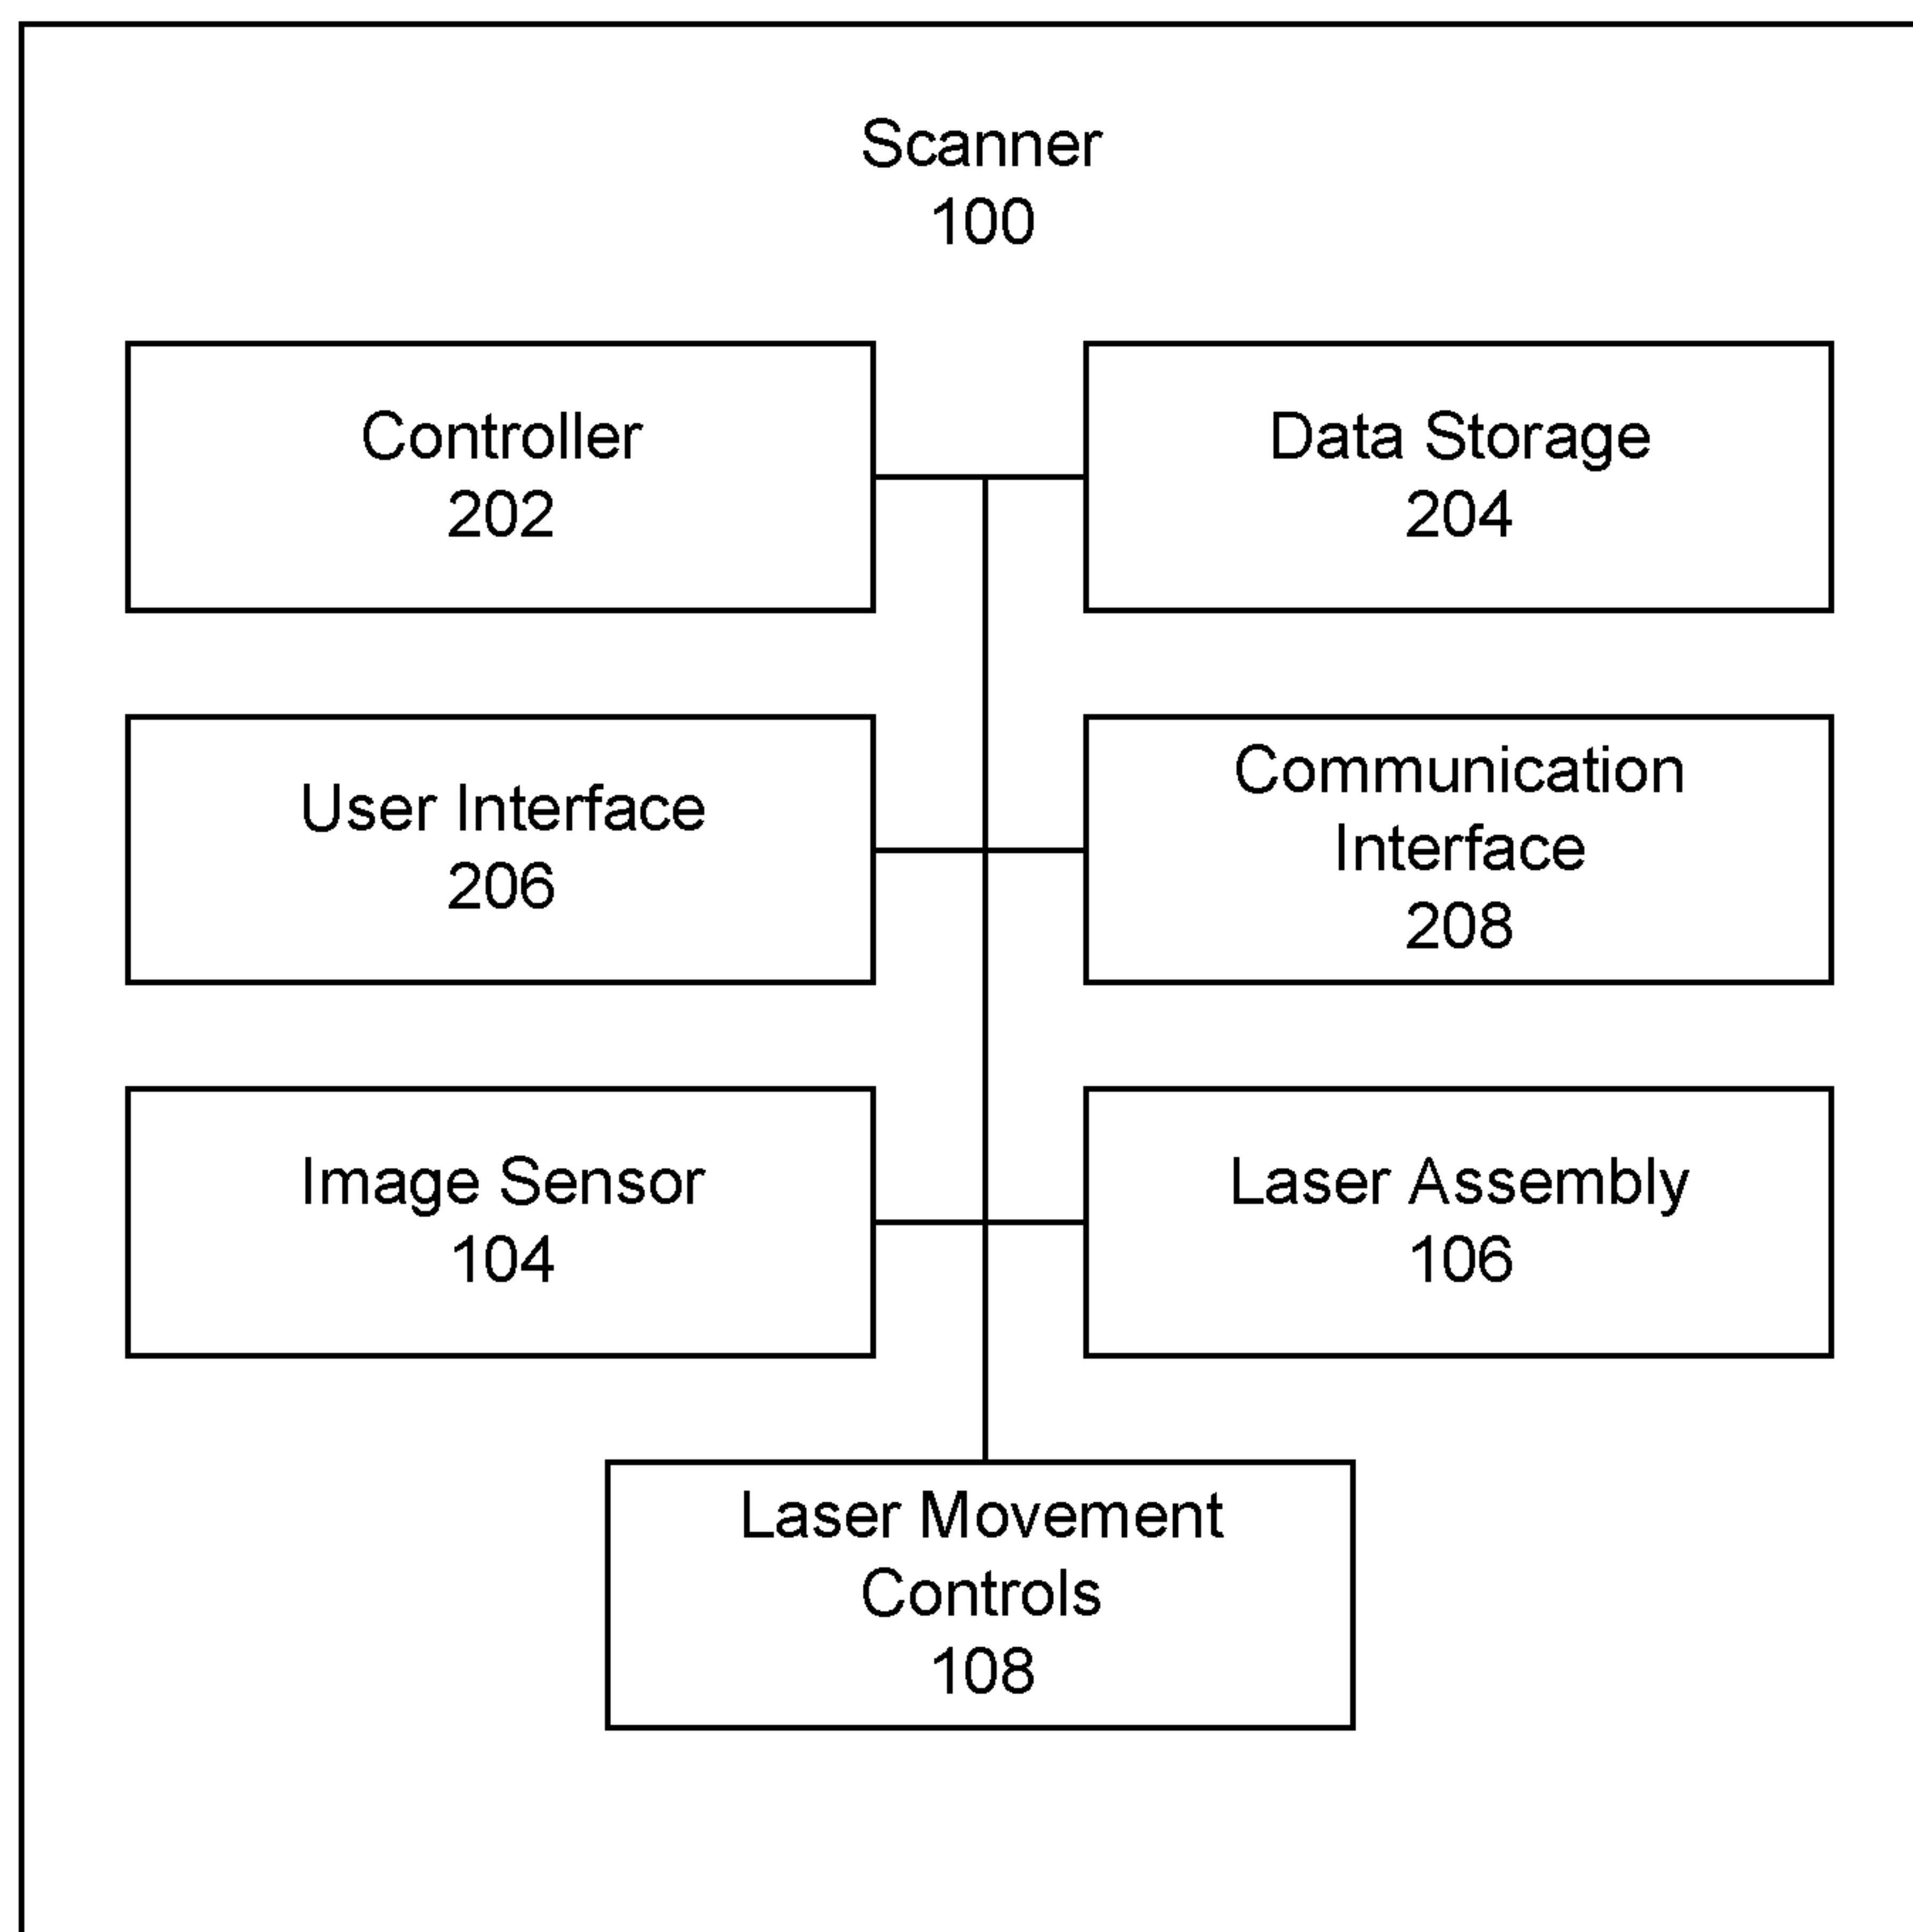 Scanner
100
Controller
202
Data Storage
204
User Interface
206
Communication
Interface
208
Image Sensor
104
Laser Assembly
106
Laser Movement
Controls
108